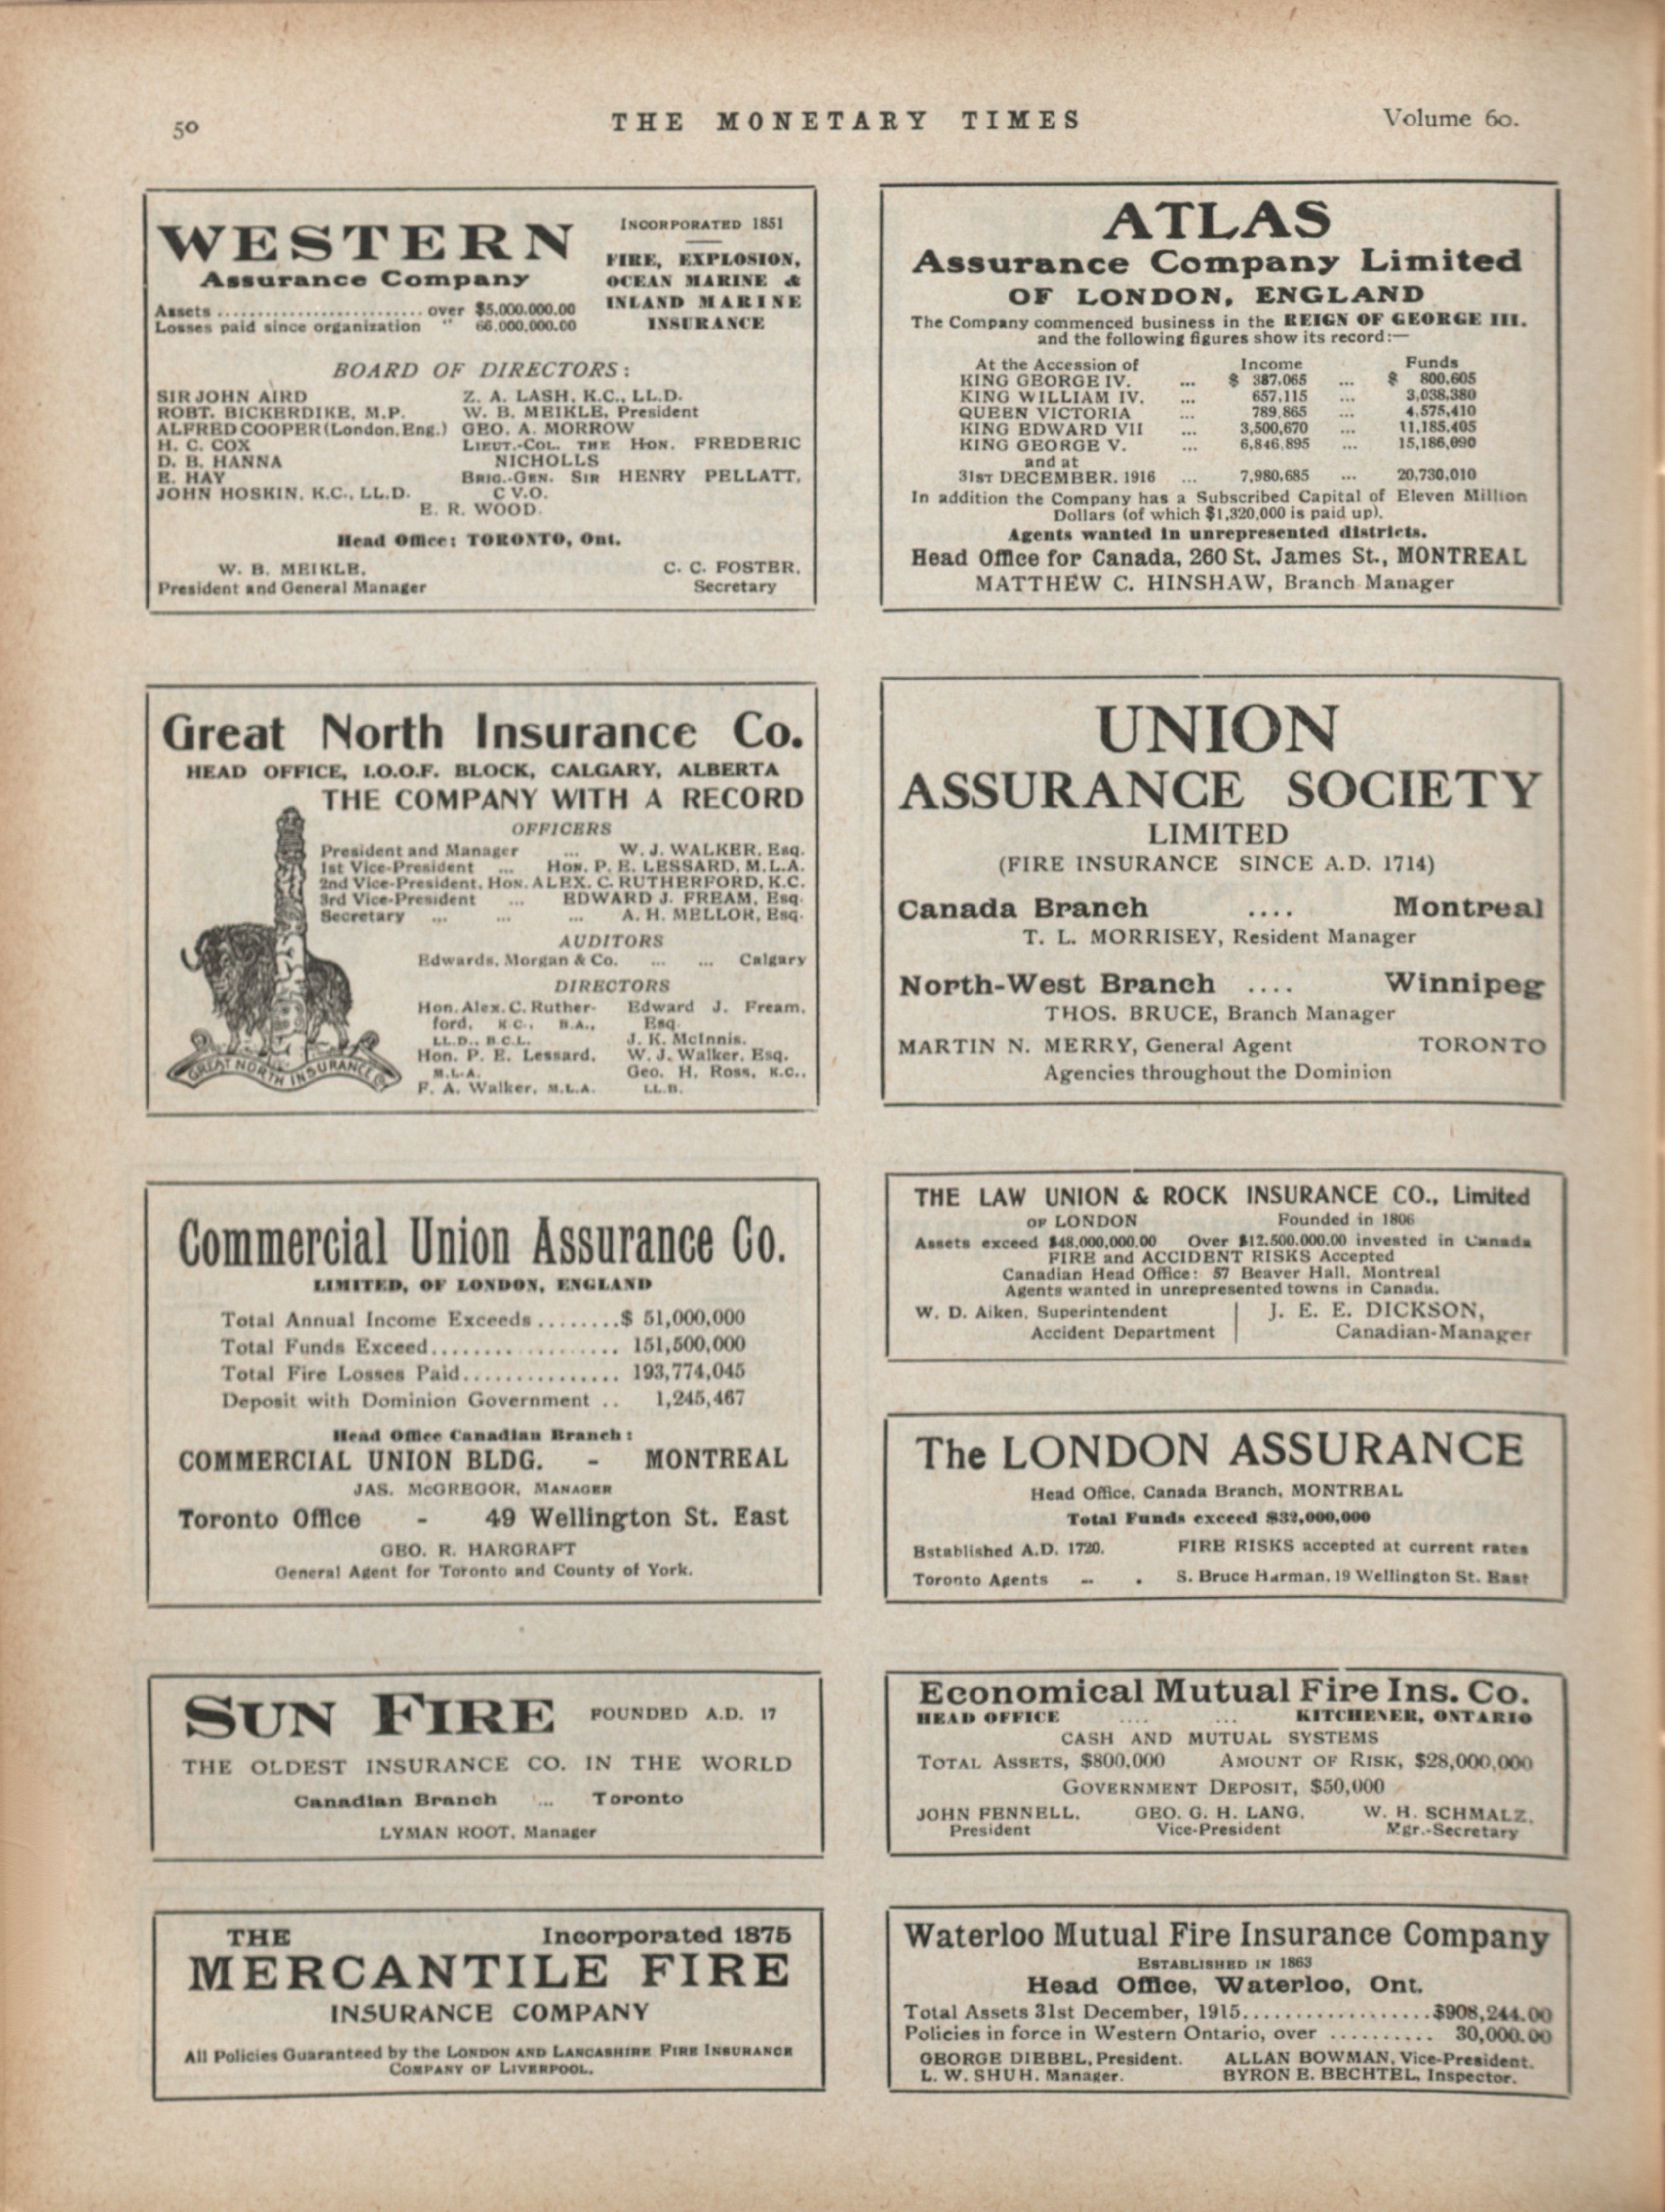 50
THE MONETARY TIMES
Volume 60.
WESTERN
Assurance Company
INCORPORATED 1851
FIRE, EXPLOSION,
OCEAN MARINE &
INLAND MARINE
INSURANCE
Assets .......................... over $5.000.000.00
Losses paid since organization " 66.000,000.00
BOARD OF DIRECTORS:
SIR JOHN AIRD
ROBT. BICKERDIKE, M.P.
ALFRED COOPER (London, Eng.)
H. C. COX
D. B. HANNA
E. HAY
JOHN HOSKIN, K.C., LL.D.
Z. A. LASH, K.C., LL.D.
W. B. MEIKLE, President
GEO. A. MORROW
LIEUT.-COL. THE HON. FREDERIC
NICHOLLS
BRIG.-GEN. SIR HENRY PELLATT,
C V.O.
E. R. WOOD.
Head Office: TORONTO, Ont.
W. B. MEIKLE,
President and General Manager
C. C. FOSTER,
Secretary
ATLAS
Assurance Company Limited
OF LONDON, ENGLAND
The Company commenced business in the REIGN OF GEORGE III.
and the following figures show its record:—
At the Accession of Income Funds
KING GEORGE IV. ... $ 387,065 ... $ 800,605
KING WILLIAM IV. ... 657,115 ... 3,038,380
QUEEN VICTORIA ... 789,865 ... 4,575,410
KING EDWARD VII ... 3,500,670 ... 11,185,405
KING GEORGE V. ... 6,846,895 ... 15,186,090
and at
31ST DECEMBER, 1916 ... 7,980,685 ... 20,730,010
In addition the Company has a Subscribed Capital of Eleven Million
Dollars (of which $1,320,000 is paid up).
Agents wanted in unrepresented districts.
Head Office for Canada, 260 St. James St., MONTREAL
MATTHEW C. HINSHAW, Branch Manager
Great North Insurance Co.
HEAD OFFICE, I.O.O.F. BLOCK, CALGARY, ALBERTA
THE COMPANY WITH A RECORD
OFFICERS
President and Manager ... W. J. WALKER, Esq.
1st Vice-President ... HON. P. E. LESSARD, M.L.A.
2nd Vice-President, HON. ALEX. C. RUTHERFORD, K.C.
3rd Vice-President ... EDWARD J. FREAM, Esq.
Secretary ... ... ... A. H. MELLOR, Esq.
AUDITORS
Edwards, Morgan & Co. ... ... Calgary
DIRECTORS
Hon. Alex. C. Ruther-
ford, K C., B.A.,
LL.D., B.C.L.
Hon. P. E. Lessard,
M.L.A.
F. A. Walker, M.L.A.
Edward J. Fream,
Esq.
J. K. McInnis.
W. J. Walker, Esq.
Geo. H. Ross, K.C.,
LL.B.
GREAT NORTH INSURANCE Co
UNION
ASSURANCE SOCIETY
LIMITED
(FIRE INSURANCE SINCE A.D. 1714)
Canada Branch .... Montreal
T. L. MORRISEY, Resident Manager
North-West Branch .... Winnipeg
THOS. BRUCE, Branch Manager
MARTIN N. MERRY, General Agent TORONTO
Agencies throughout the Dominion
Commercial Union Assurance Co.
LIMITED, OF LONDON, ENGLAND
Total Annual Income Exceeds ........ $ 51,000,000
Total Funds Exceed .................. 151,500,000
Total Fire Losses Paid............... 193,774,045
Deposit with Dominion Government .. 1,245,467
Head Office Canadian Branch:
COMMERCIAL UNION BLDG. - MONTREAL
JAS. McGREGOR, MANAGER
Toronto Office - 49 Wellington St. East
GEO. R. HARGRAFT
General Agent for Toronto and County of York.
THE LAW UNION & ROCK INSURANCE CO., Limited
OF LONDON Founded in 1806
Assets exceed $48,000,000.00 Over $12.500.000.00 invested in Canada
FIRE and ACCIDENT RISKS Accepted
Canadian Head Office: 57 Beaver Hall, Montreal
Agents wanted in unrepresented towns in Canada.
W. D. Aiken, Superintendent
Accident Department
J. E. E. DICKSON,
Canadian-Manager
The LONDON ASSURANCE
Head Office, Canada Branch, MONTREAL
Total Funds exceed $32,000,000
Established A.D. 1720. FIRE RISKS accepted at current rates
Toronto Agents - . S. Bruce Harman, 19 Wellington St. East
SUN FIRE FOUNDED A.D. 17
THE OLDEST INSURANCE CO. IN THE WORLD
Canadian Branch ... Toronto
LYMAN ROOT, Manager
Economical Mutual Fire Ins. Co.
HEAD OFFICE .... ... KITCHENER, ONTARIO
CASH AND MUTUAL SYSTEMS
TOTAL ASSETS, $800,000 AMOUNT OF RISK, $28,000,000
GOVERNMENT DEPOSIT, $50,000
JOHN FENNELL, GEO. G. H. LANG, W. H. SCHMALZ,
President Vice-President Mgr.-Secretary
THE Incorporated 1875
MERCANTILE FIRE
INSURANCE COMPANY
All Policies Guaranteed by the LONDON AND LANCASHIRE FIRE INSURANCE
COMPANY OF LIVERPOOL.
Waterloo Mutual Fire Insurance Company
ESTABLISHED IN 1863
Head Office, Waterloo, Ont.
Total Assets 31st December, 1915..................$908,244.00
Policies in force in Western Ontario, over .......... 30,000.00
GEORGE DIEBEL, President. ALLAN BOWMAN, Vice-President.
L. W. SHUH, Manager. BYRON E. BECHTEL, Inspector.